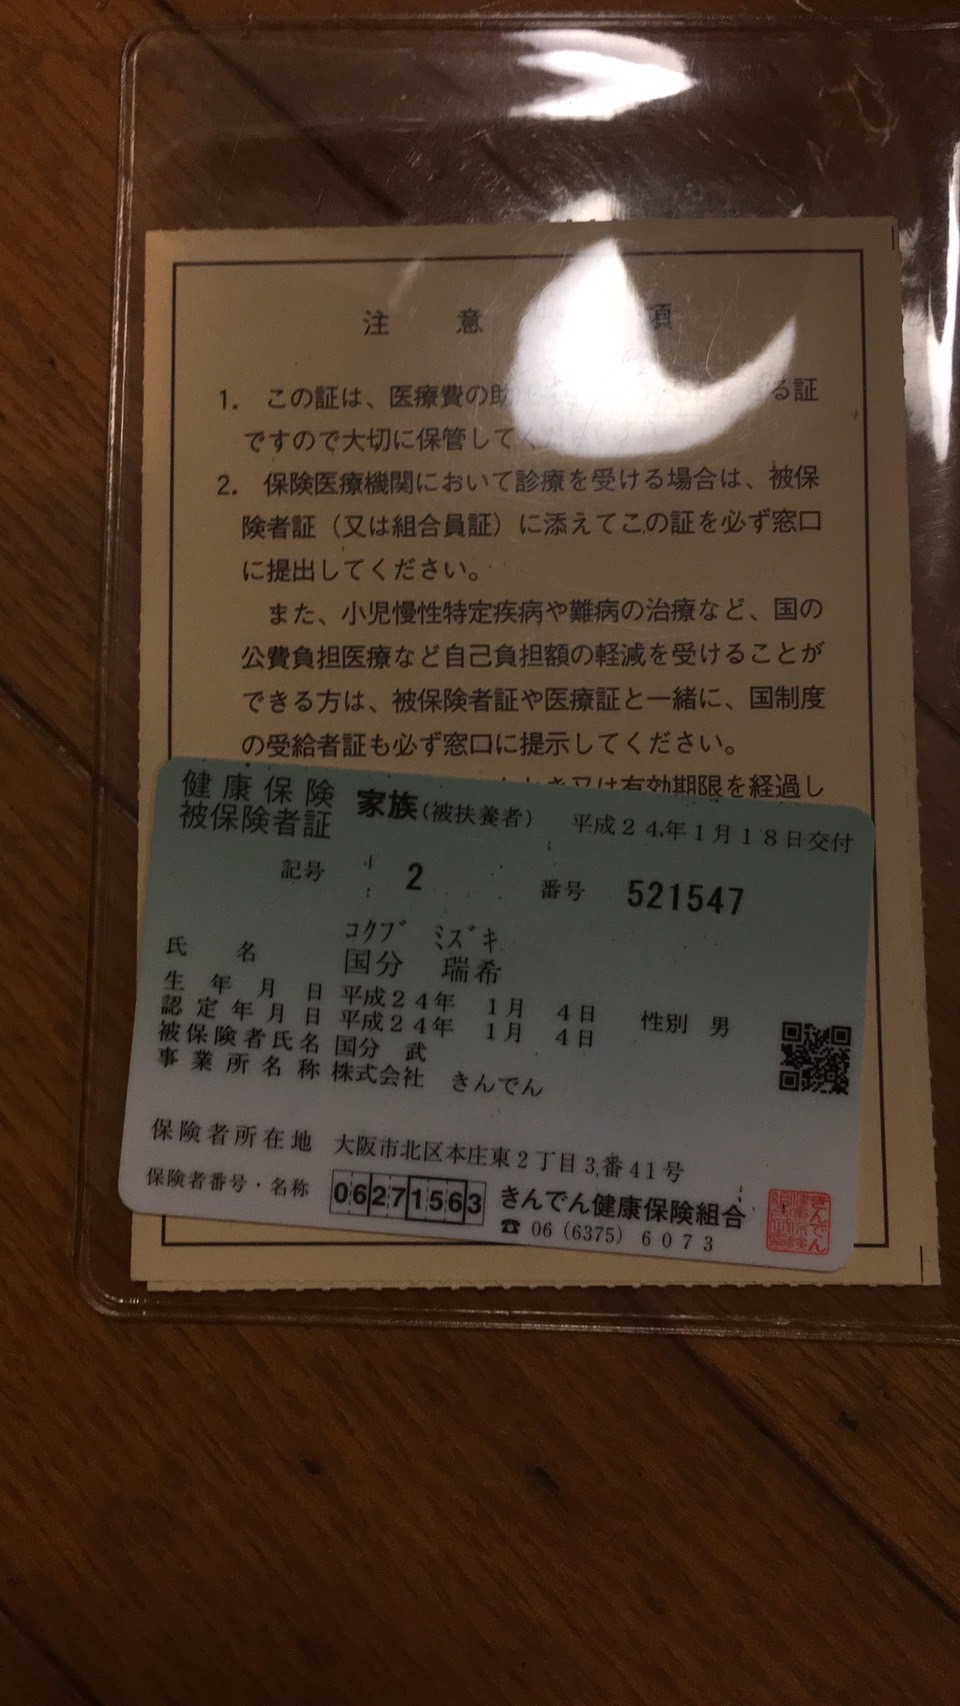 注意 項
1. この証は、医療費の助 る証
ですので大切に保管して
2. 保険医療機関において診療を受ける場合は、被保
険者証（又は組合員証）に添えてこの証を必ず窓口
に提出してください。
また、小児慢性特定疾病や難病の治療など、国の
公費負担医療など自己負担額の軽減を受けることが
できる方は、被保険者証や医療証と一緒に、国制度
の受給者証も必ず窓口に提示してください。
又は有効期限を経過し
健康保険
被保険者証 家族（被扶養者） 平成24年1月18日交付
記号 2 番号 521547
コクブ ミズキ
氏名 国分 瑞希
生年月日 平成24年 1月 4日 性別 男
認定年月日 平成24年 1月 4日
被保険者氏名 国分 武
事業所名称 株式会社 きんでん
保険者所在地 大阪市北区本庄東2丁目3番41号
保険者番号・名称 06271563 きんでん健康保険組合
☎ 06 (6375) 6073